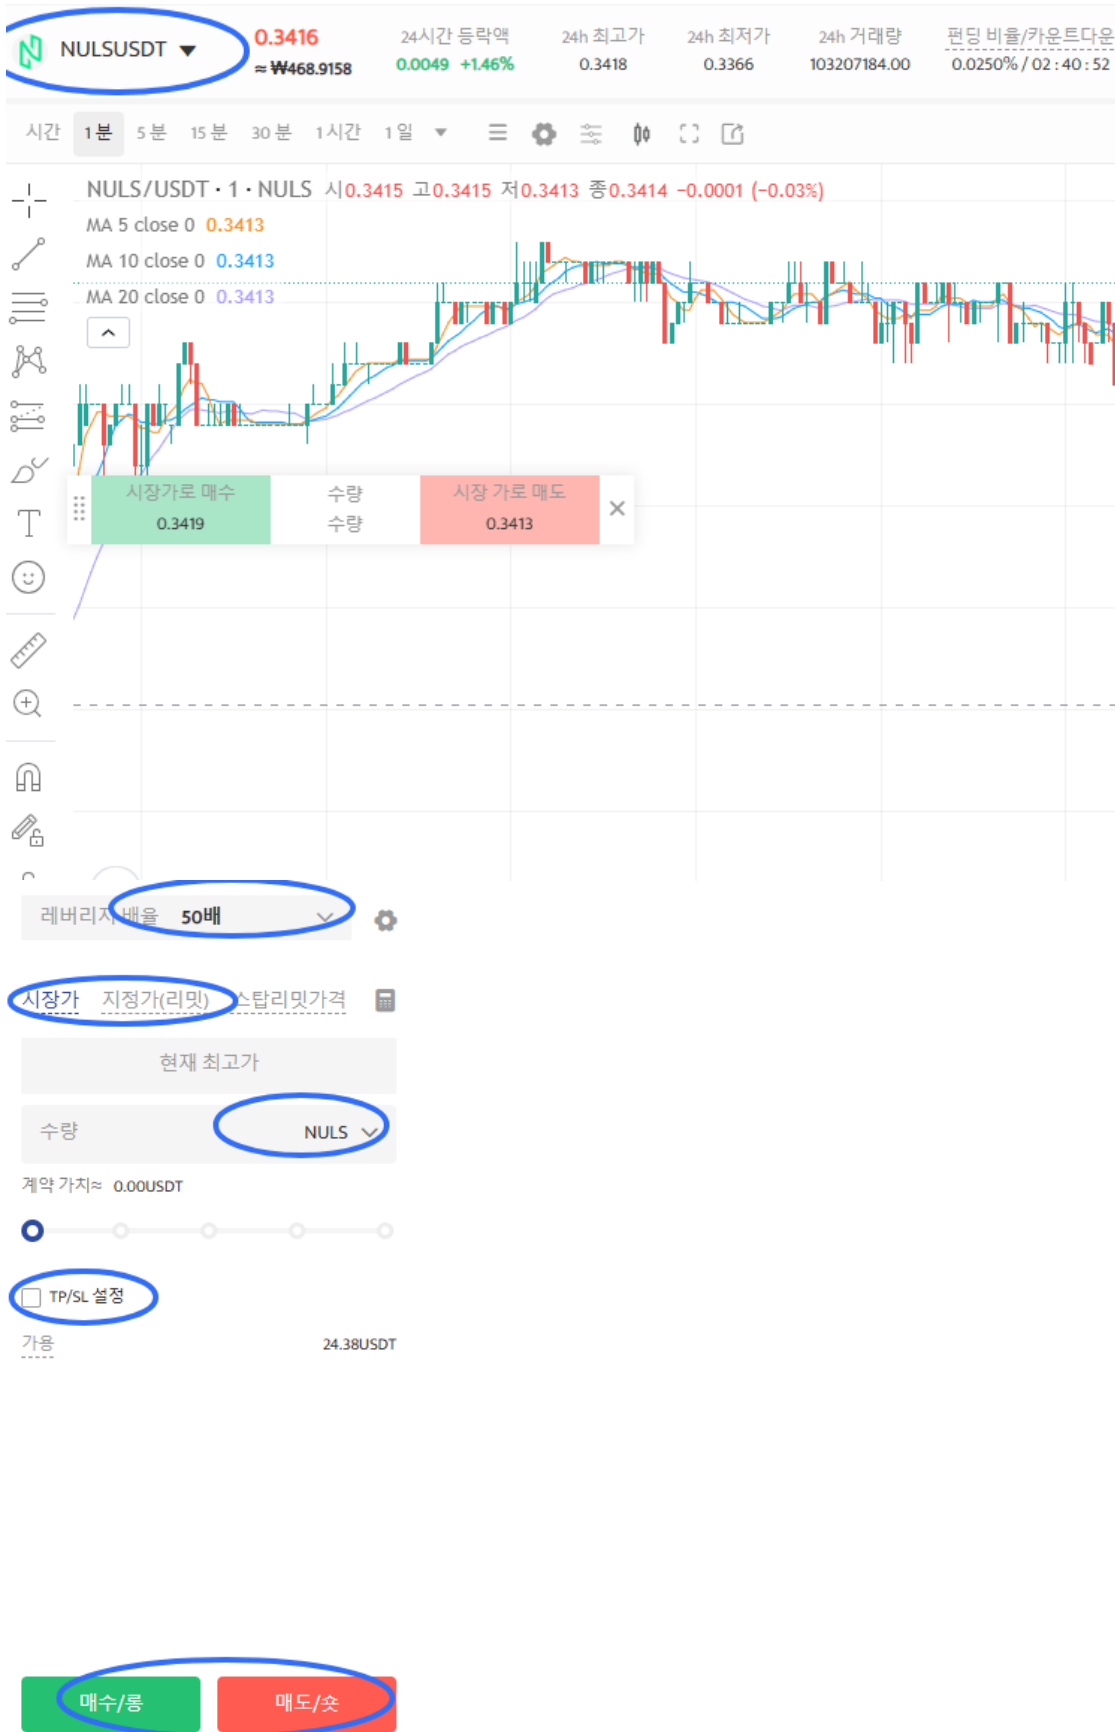 NULSUSDT
0.3416
≈ ₩468.9158
24시간 등락액
0.0049 +1.46%
24h 최고가
0.3418
24h 최저가
0.3366
24h 거래량
103207184.00
펀딩 비율/카운트다운
0.0250% / 02 : 40 : 52
시간 1분 5분 15분 30분 1시간 1일
NULS/USDT · 1 · NULS 시0.3415 고0.3415 저0.3413 종0.3414 −0.0001 (−0.03%)
MA 5 close 0 0.3413
MA 10 close 0 0.3413
MA 20 close 0 0.3413
시장가로 매수 수량 시장 가로 매도
0.3419 수량 0.3413
레버리지 배율 50배
시장가 지정가(리밋) 스탑리밋가격
현재 최고가
수량 NULS
계약 가치≈ 0.00USDT
TP/SL 설정
가용 24.38USDT
매수/롱 매도/숏